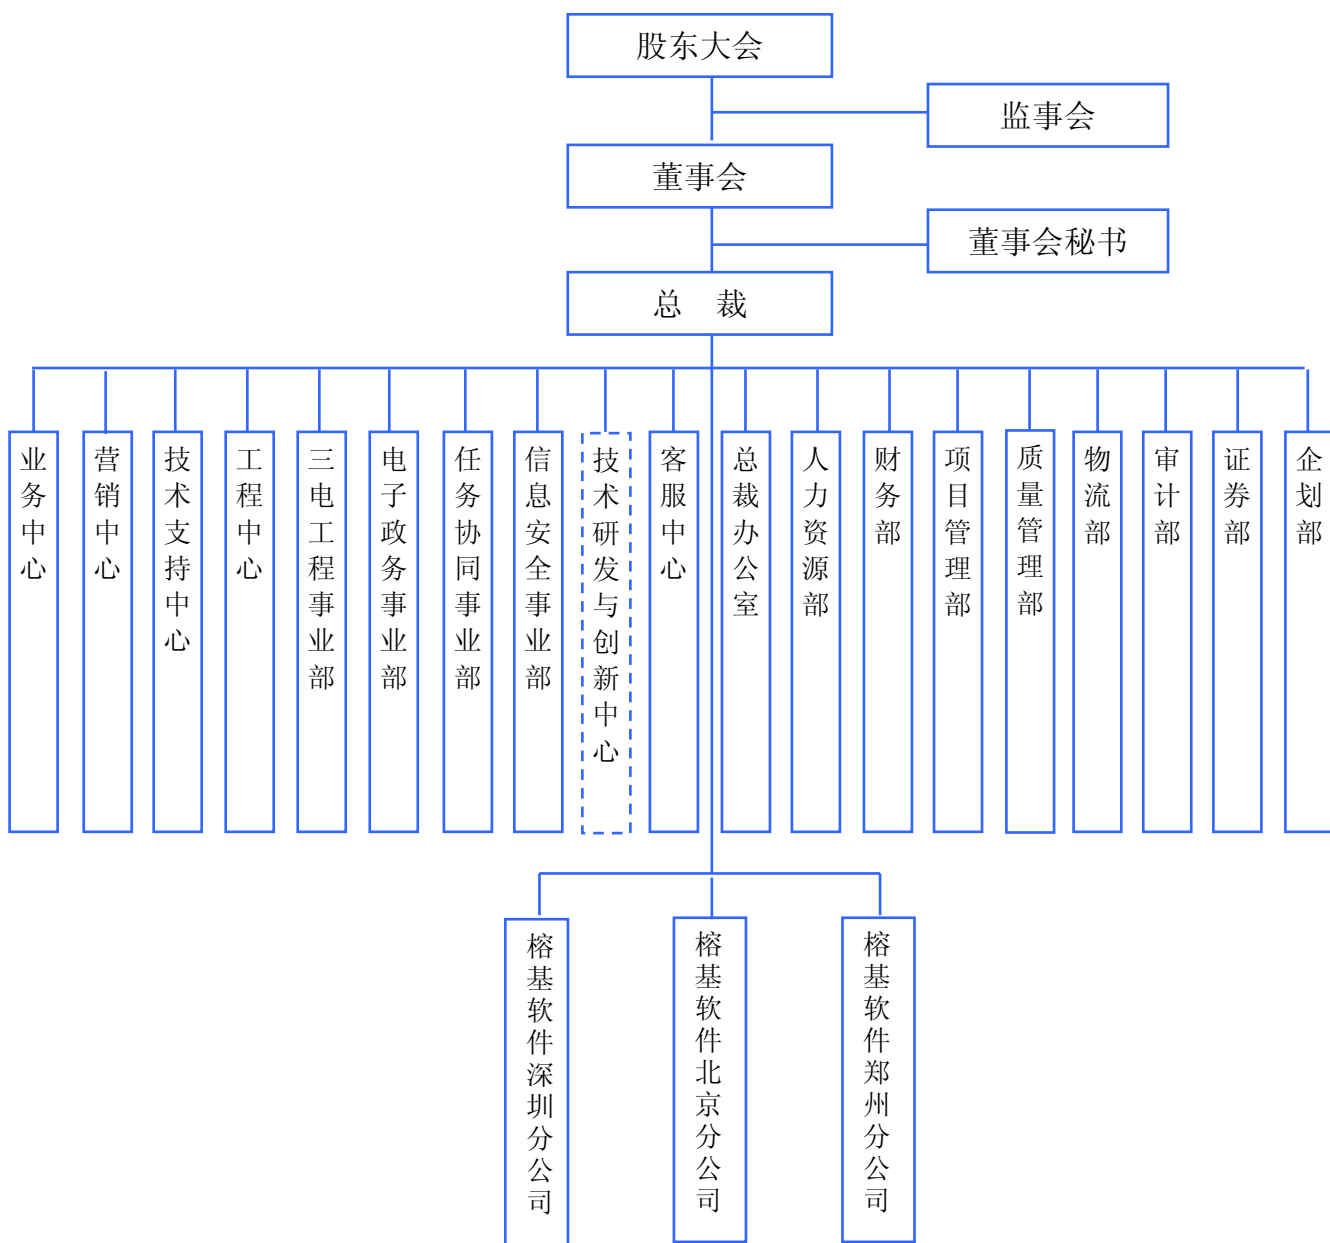 股东大会
监事会
董事会
董事会秘书
总 裁
业务中心
营销中心
技术支持中心
工程中心
三电工程事业部
电子政务事业部
任务协同事业部
信息安全事业部
技术研发与创新中心
客服中心
总裁办公室
人力资源部
财务部
项目管理部
质量管理部
物流部
审计部
证券部
企划部
榕基软件深圳分公司
榕基软件北京分公司
榕基软件郑州分公司